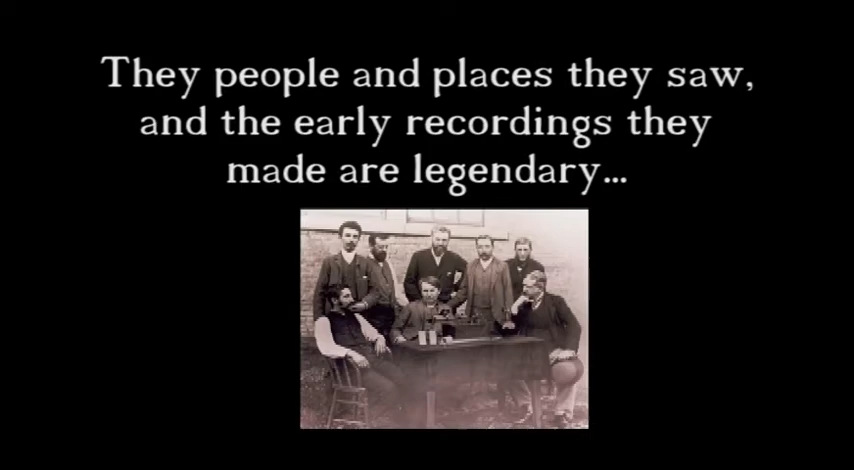 They people and places they saw,
and the early recordings they
made are legendary...